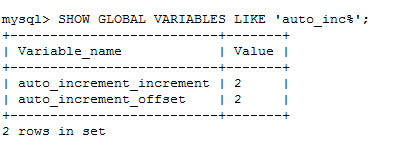 mysql> SHOW GLOBAL VARIABLES LIKE 'auto_inc%';
+--------------------------+-------+
| Variable_name            | Value |
+--------------------------+-------+
| auto_increment_increment | 2     |
| auto_increment_offset    | 2     |
+--------------------------+-------+
2 rows in set